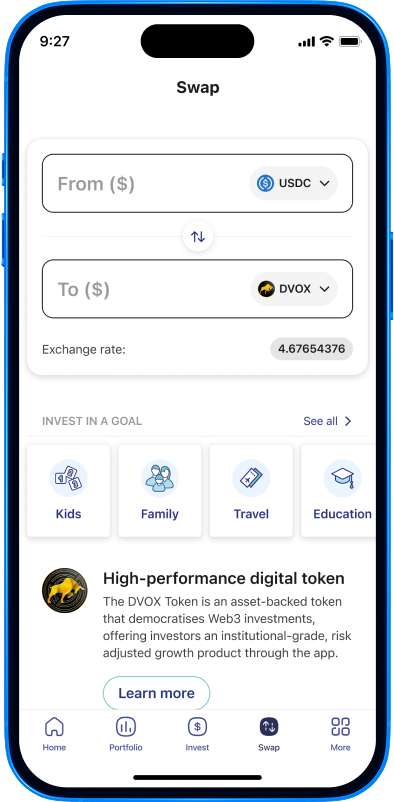 9:27
Swap
From ($)
USDC
To ($)
DVOX
Exchange rate:
4.67654376
INVEST IN A GOAL
See all
Kids
Family
Travel
Education
High-performance digital token
The DVOX Token is an asset-backed token
that democratises Web3 investments,
offering investors an institutional-grade, risk
adjusted growth product through the app.
Learn more
Home
Portfolio
Invest
Swap
More